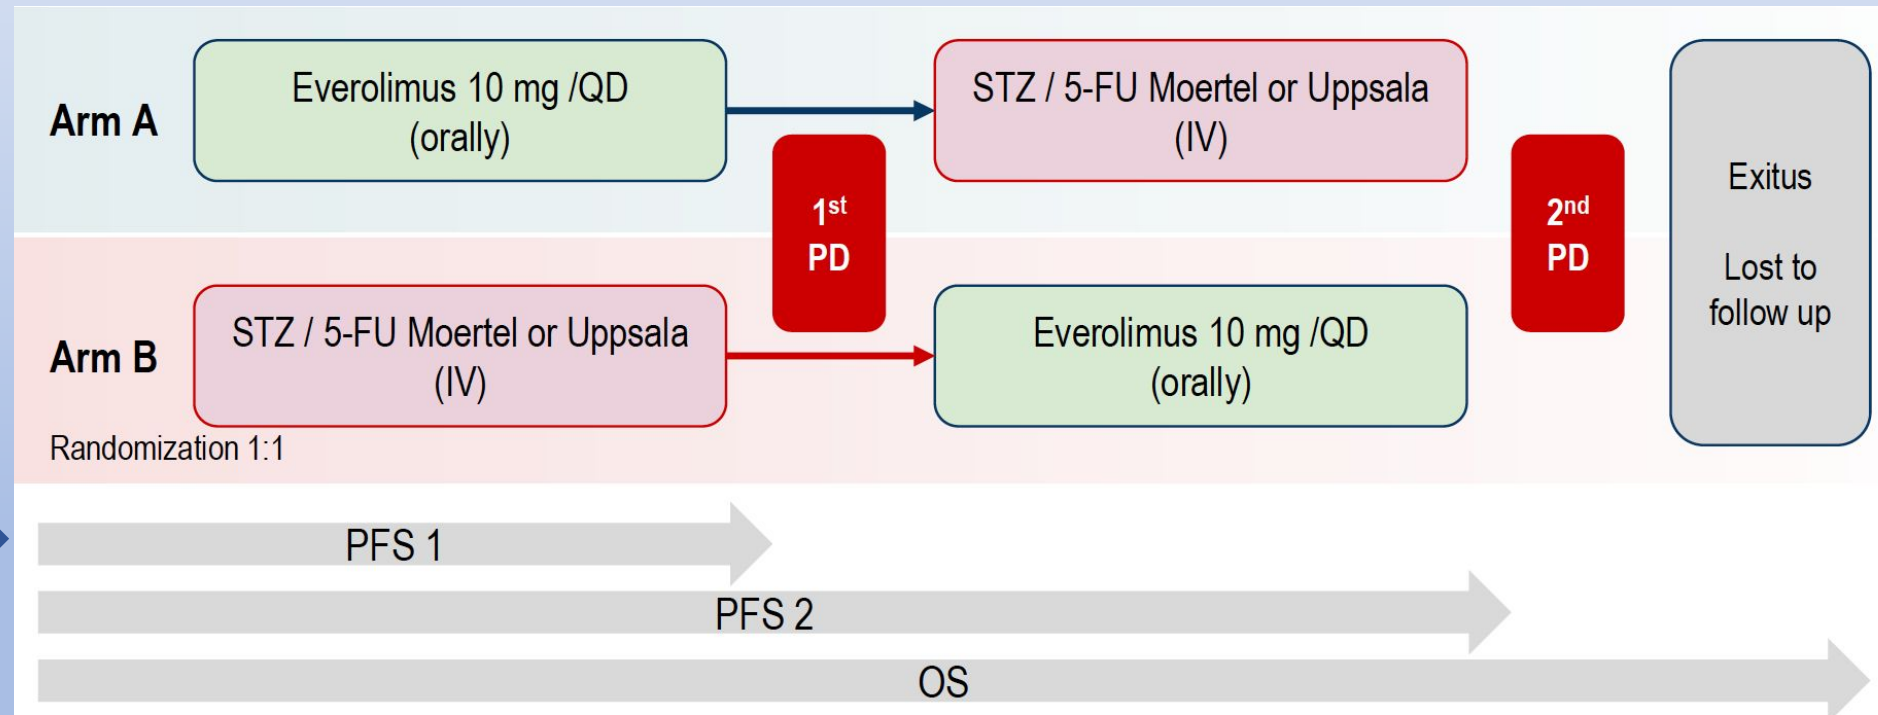 Arm A
Everolimus 10 mg /QD
(orally)
STZ / 5-FU Moertel or Uppsala
(IV)
1st
PD
2nd
PD
Exitus
Lost to
follow up
Arm B
STZ / 5-FU Moertel or Uppsala
(IV)
Everolimus 10 mg /QD
(orally)
Randomization 1:1
PFS 1
PFS 2
OS